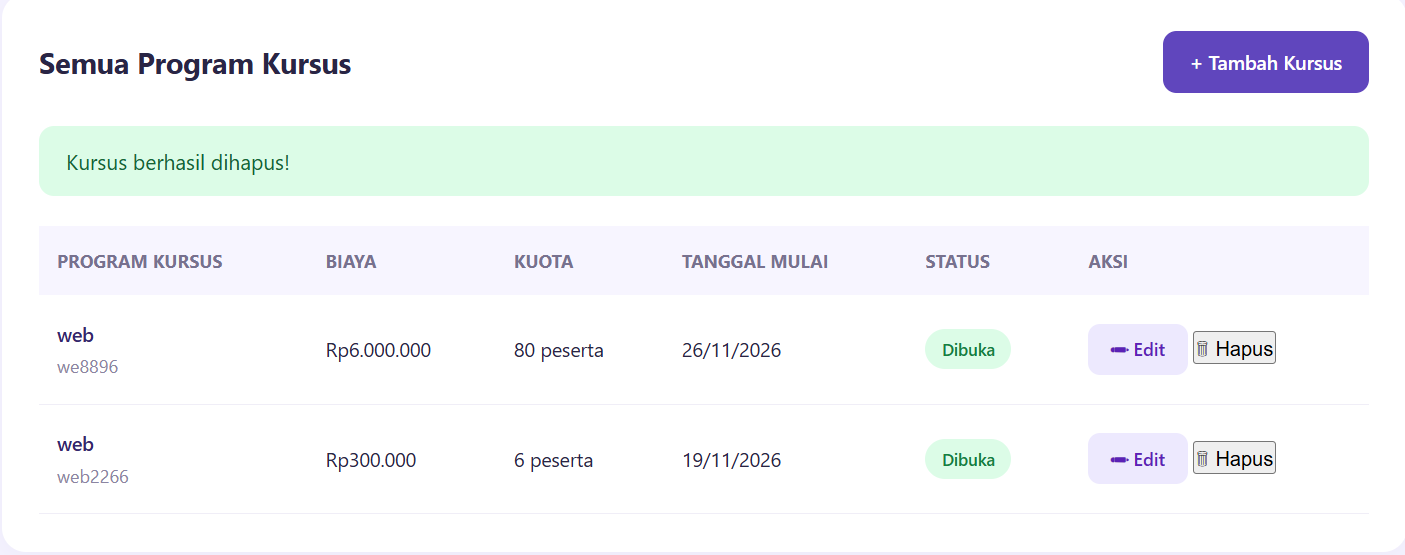 Semua Program Kursus
+ Tambah Kursus
Kursus berhasil dihapus!
PROGRAM KURSUS BIAYA KUOTA TANGGAL MULAI STATUS AKSI
web
we8896
Rp6.000.000 80 peserta 26/11/2026 Dibuka Edit Hapus
web
web2266
Rp300.000 6 peserta 19/11/2026 Dibuka Edit Hapus